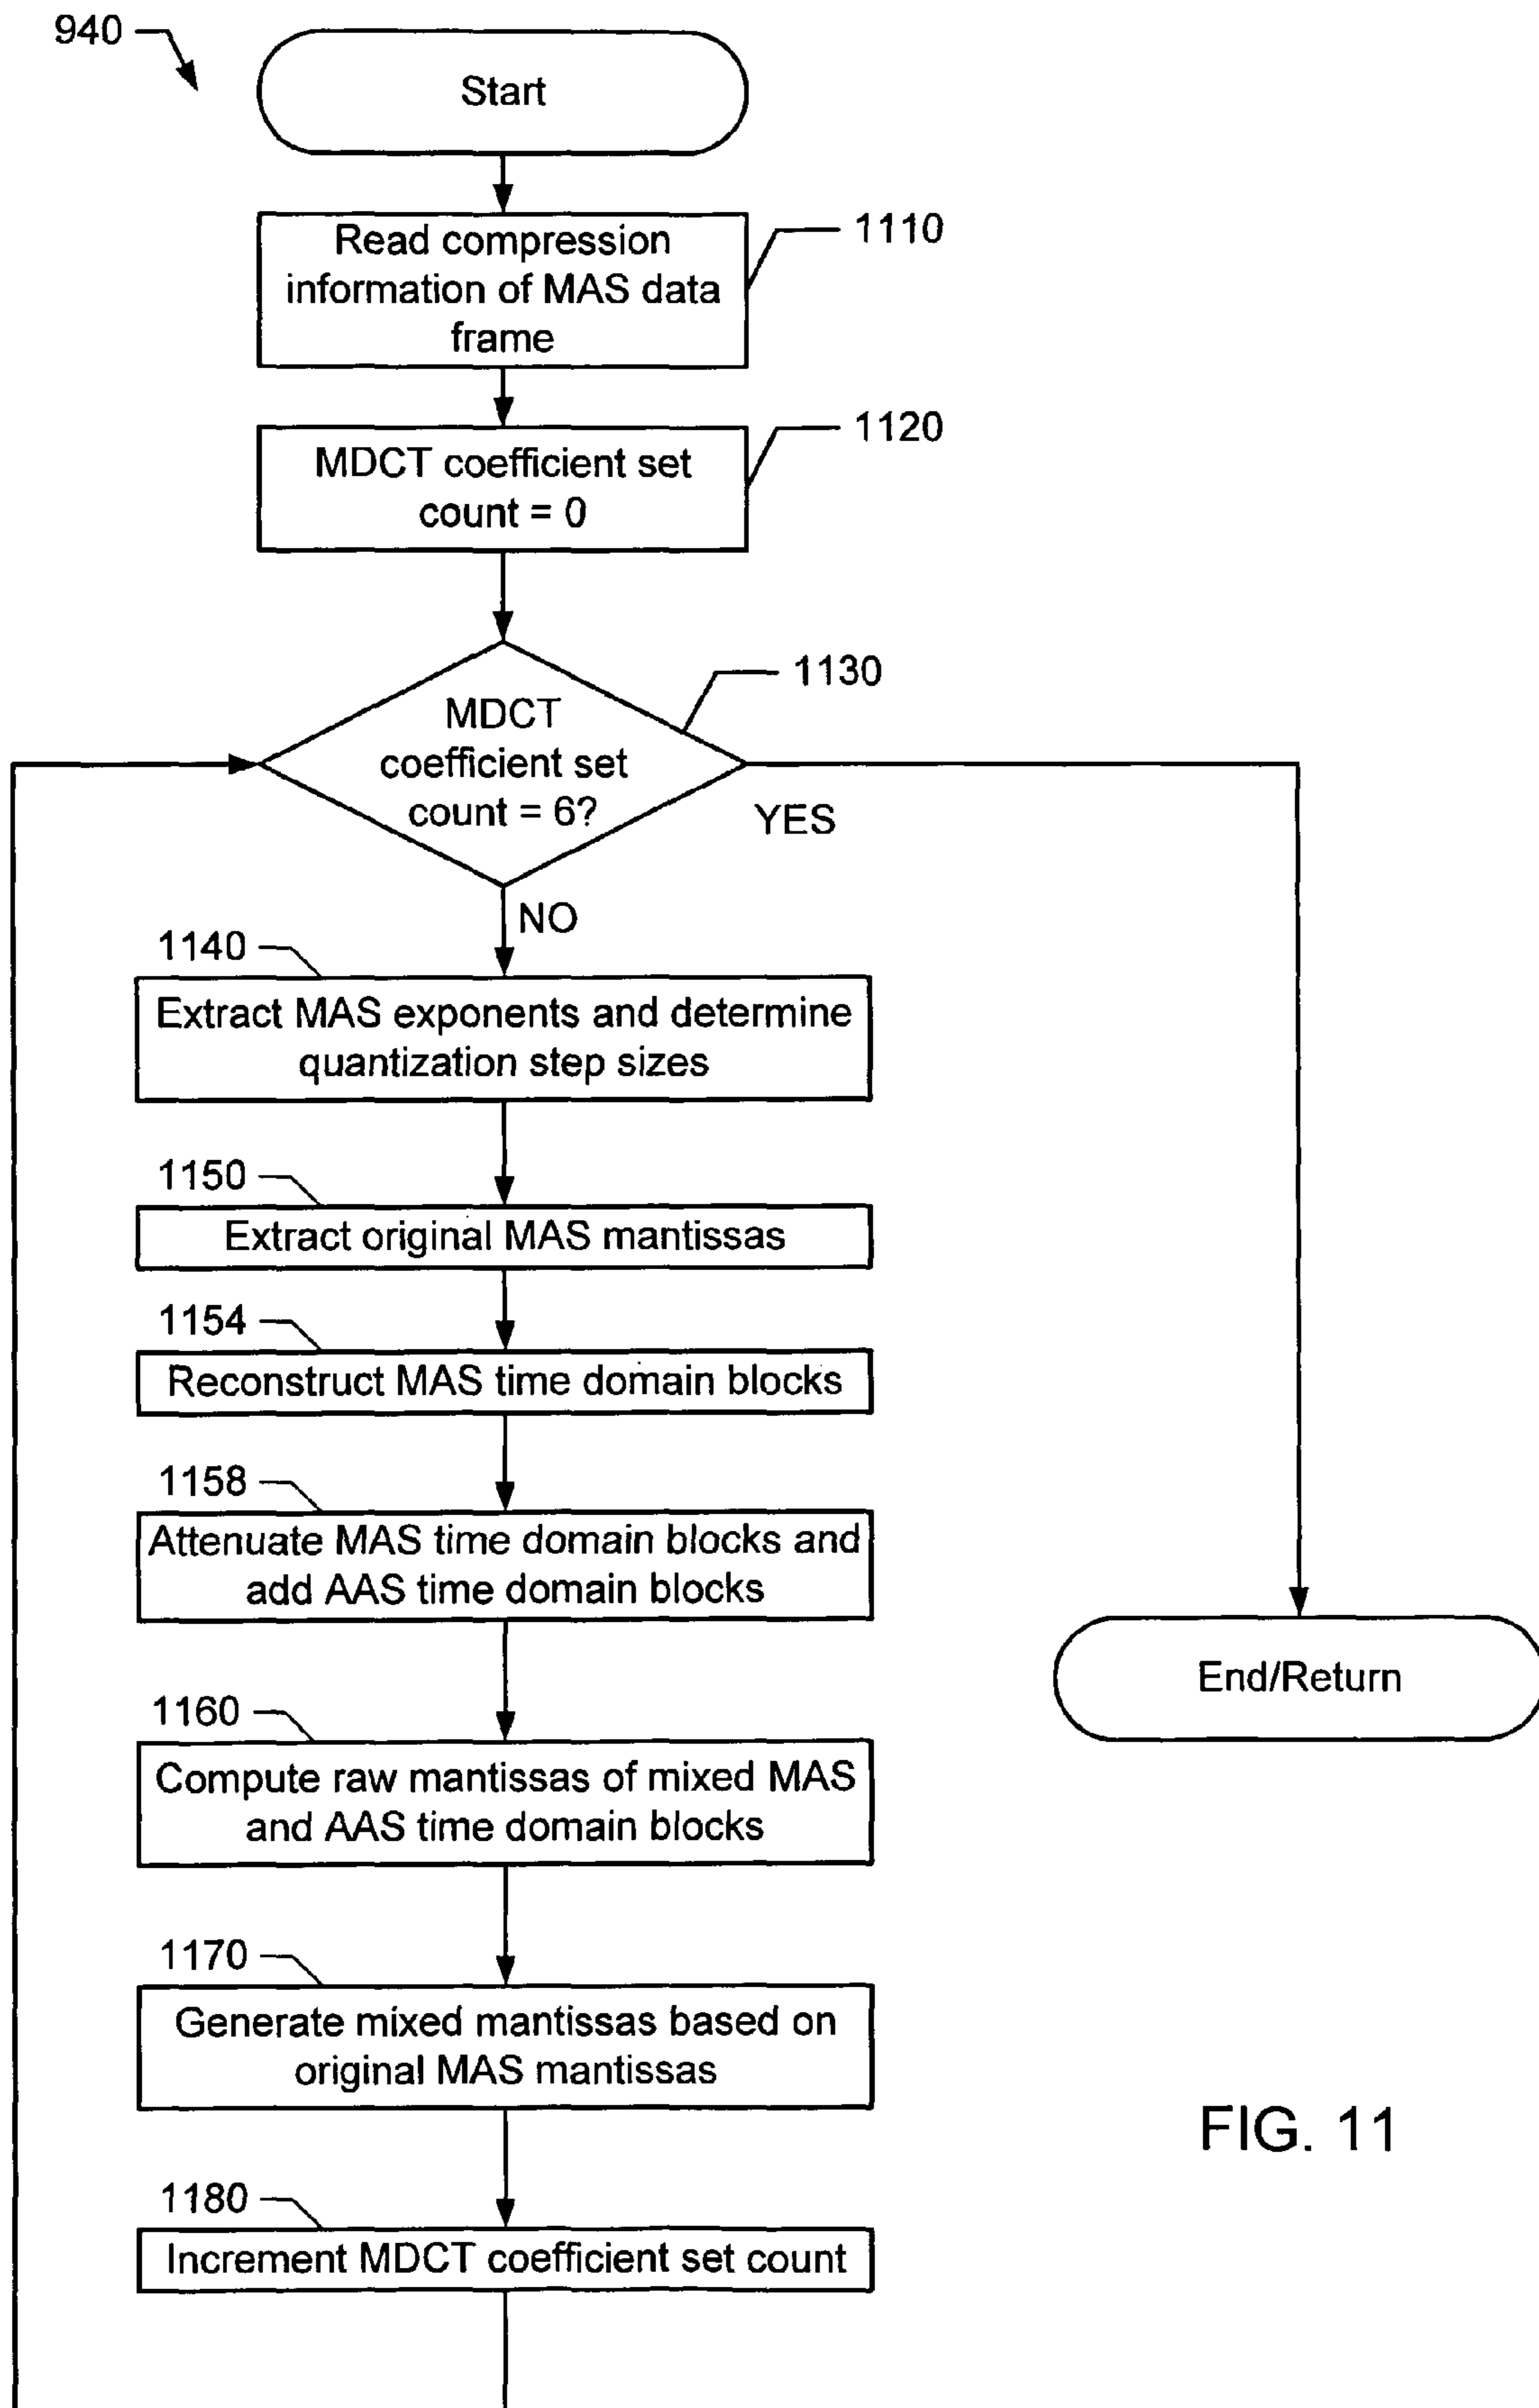 940
Start
Read compression
information of MAS data
frame
1110
MDCT coefficient set
count = 0
1120
MDCT
coefficient set
count = 6?
1130
YES
NO
1140
Extract MAS exponents and determine
quantization step sizes
1150
Extract original MAS mantissas
1154
Reconstruct MAS time domain blocks
1158
Attenuate MAS time domain blocks and
add AAS time domain blocks
End/Return
1160
Compute raw mantissas of mixed MAS
and AAS time domain blocks
1170
Generate mixed mantissas based on
original MAS mantissas
FIG. 11
1180
Increment MDCT coefficient set count